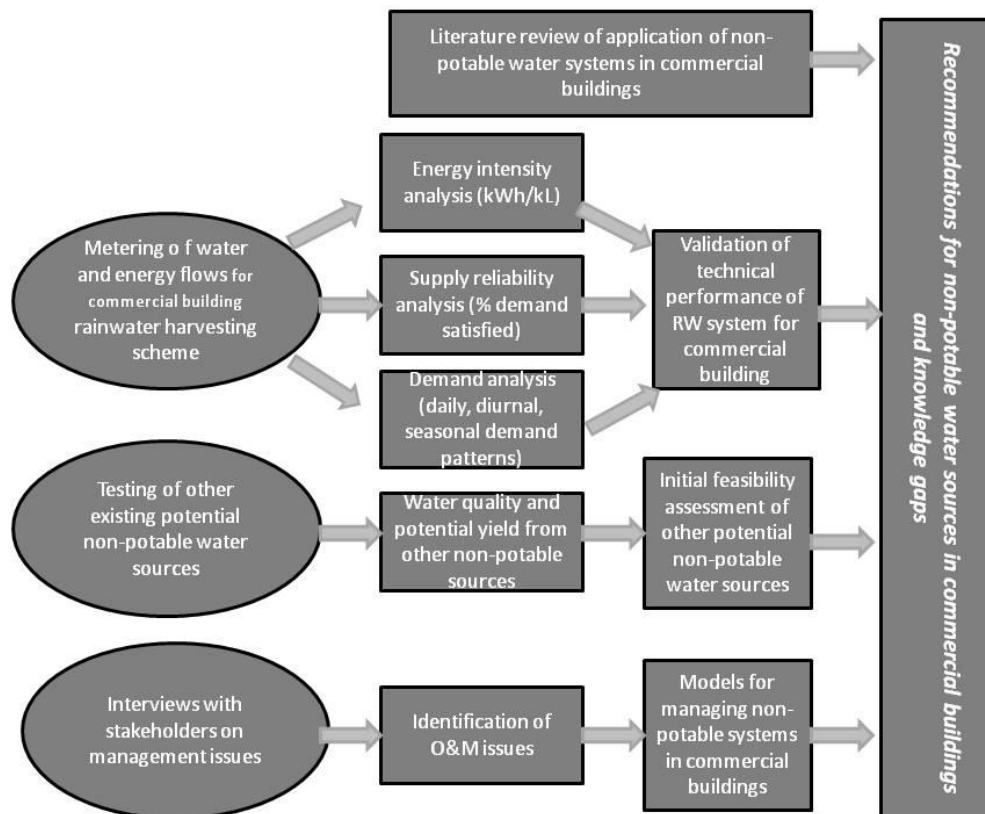 Literature review of application of non-
potable water systems in commercial
buildings
Energy intensity
analysis (kWh/kL)
Metering o f water
and energy flows for
commercial building
rainwater harvesting
scheme
Supply reliability
analysis (% demand
satisfied)
Validation of
technical
performance of
RW system for
commercial
building
Demand analysis
(daily, diurnal,
seasonal demand
patterns)
Testing of other
existing potential
non-potable water
sources
Water quality and
potential yield from
other non-potable
sources
Initial feasibility
assessment of
other potential
non-potable
water sources
Interviews with
stakeholders on
management issues
Identification of
O&M issues
Models for
managing non-
potable systems
in commercial
buildings
Recommendations for non-potable water sources in commercial buildings
and knowledge gaps